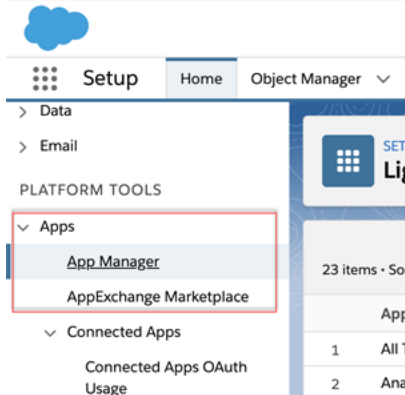 Setup
Home
Object Manager
Data
Email
PLATFORM TOOLS
Apps
App Manager
AppExchange Marketplace
Connected Apps
Connected Apps OAuth
Usage
23 items •
1
2